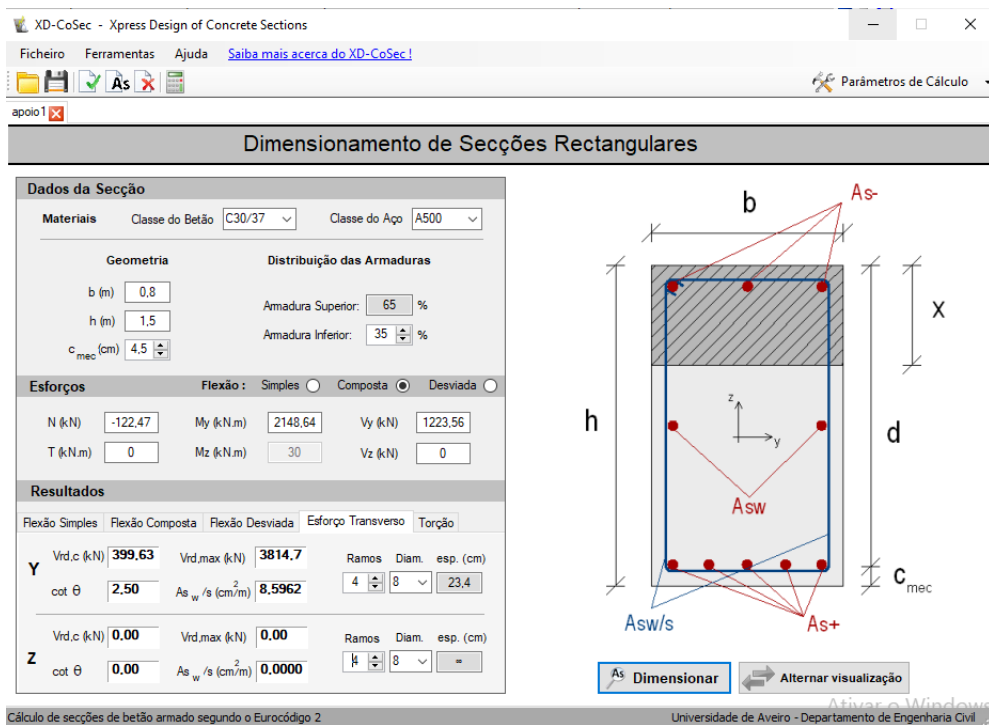 XD-CoSec - Xpress Design of Concrete Sections
Ficheiro Ferramentas Ajuda Saiba mais acerca do XD-CoSec !
As Parâmetros de Cálculo
apoio1
Dimensionamento de Secções Rectangulares
Dados da Secção
Materiais Classe do Betão C30/37 Classe do Aço A500
Geometria Distribuição das Armaduras
b (m) 0,8
Armadura Superior: 65 %
h (m) 1,5
Armadura Inferior: 35 %
c mec (cm) 4,5
Esforços Flexão : Simples Composta Desviada
N (kN) -122,47 My (kN.m) 2148,64 Vy (kN) 1223,56
T (kN.m) 0 Mz (kN.m) 30 Vz (kN) 0
Resultados
Flexão Simples Flexão Composta Flexão Desviada Esforço Transverso Torção
Y
Vrd,c (kN) 399,63 Vrd,max (kN) 3814,7 Ramos Diam. esp. (cm)
cot θ 2,50 As w /s (cm2/m) 8,5962 4 8 23,4
Z
Vrd,c (kN) 0,00 Vrd,max (kN) 0,00 Ramos Diam. esp. (cm)
cot θ 0,00 As w /s (cm2/m) 0,0000 4 8 ∞
b
As-
X
h
z
y
d
Asw
c mec
Asw/s
As+
As Dimensionar Alternar visualização
Ativar o Windows
Cálculo de secções de betão armado segundo o Eurocódigo 2 Universidade de Aveiro - Departamento de Engenharia Civil